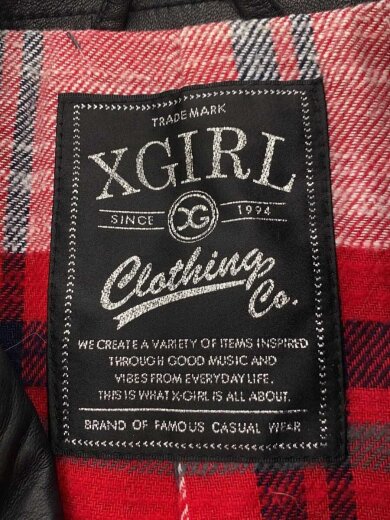 TRADE MARK
XGIRL
SINCE XG 1994
Clothing
Co.
WE CREATE A VARIETY OF ITEMS INSPIRED
THROUGH GOOD MUSIC AND
VIBES FROM EVERYDAY LIFE.
THIS IS WHAT X-GIRL IS ALL ABOUT.
BRAND OF FAMOUS CASUAL WEAR